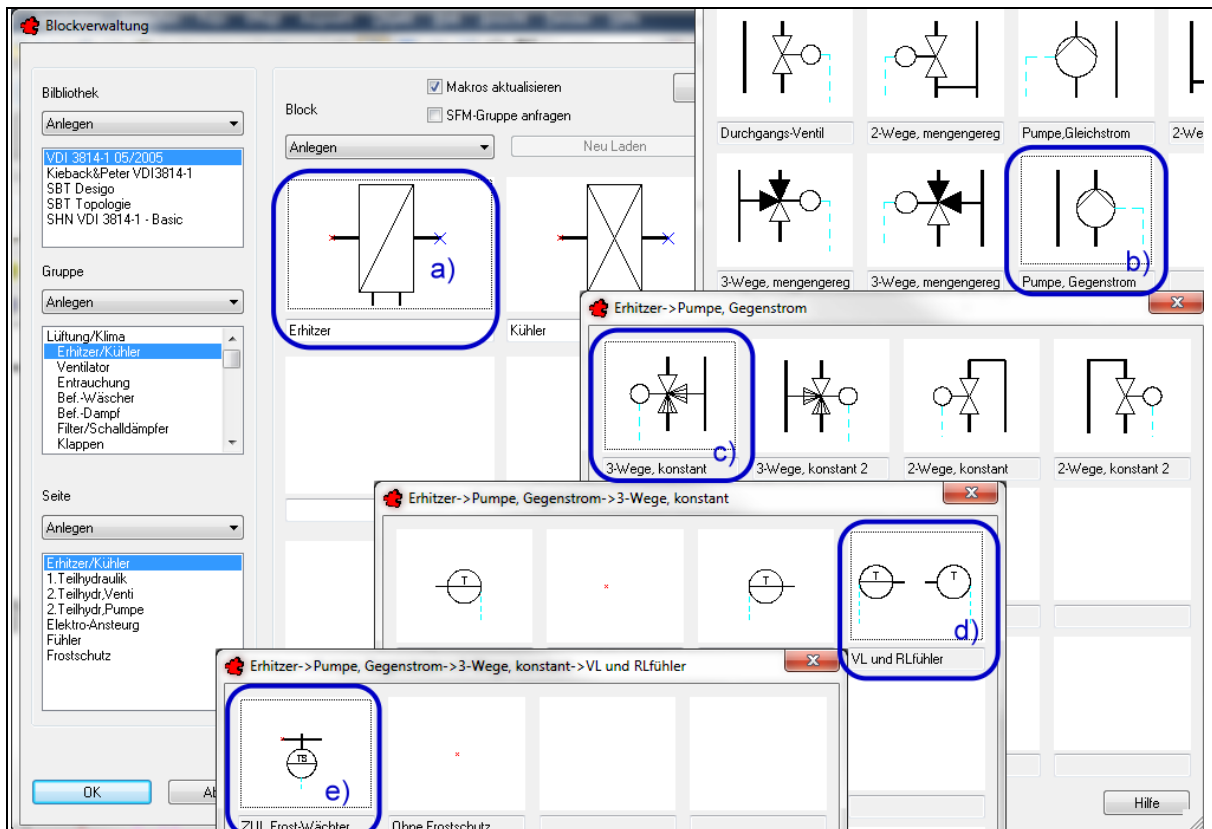 Blockverwaltung
Bilbliothek
Anlegen
VDI 3814-1 05/2005
Kieback&Peter VDI3814-1
SBT Desigo
SBT Topologie
SHN VDI 3814-1 - Basic
Gruppe
Anlegen
Lüftung/Klima
Erhitzer/Kühler
Ventilator
Entrauchung
Bef.-Wäscher
Bef.-Dampf
Filter/Schalldämpfer
Klappen
Seite
Anlegen
Erhitzer/Kühler
1.Teilhydraulik
2.Teilhydr,Venti
2.Teilhydr,Pumpe
Elektro-Ansteurg
Fühler
Frostschutz
OK
Block
Makros aktualisieren
SFM-Gruppe anfragen
Anlegen
Neu Laden
a)
Erhitzer
Kühler
Durchgangs-Ventil
2-Wege, mengengereg
Pumpe,Gleichstrom
b)
3-Wege, mengengereg
3-Wege, mengengereg
Pumpe, Gegenstrom
Erhitzer->Pumpe, Gegenstrom
c)
3-Wege, konstant
3-Wege, konstant 2
2-Wege, konstant
2-Wege, konstant 2
Erhitzer->Pumpe, Gegenstrom->3-Wege, konstant
T
T
T
T
d)
VL und RLfühler
Erhitzer->Pumpe, Gegenstrom->3-Wege, konstant->VL und RLfühler
TS
e)
ZUL Frost-Wächter
Ohne Frostschutz
Hilfe